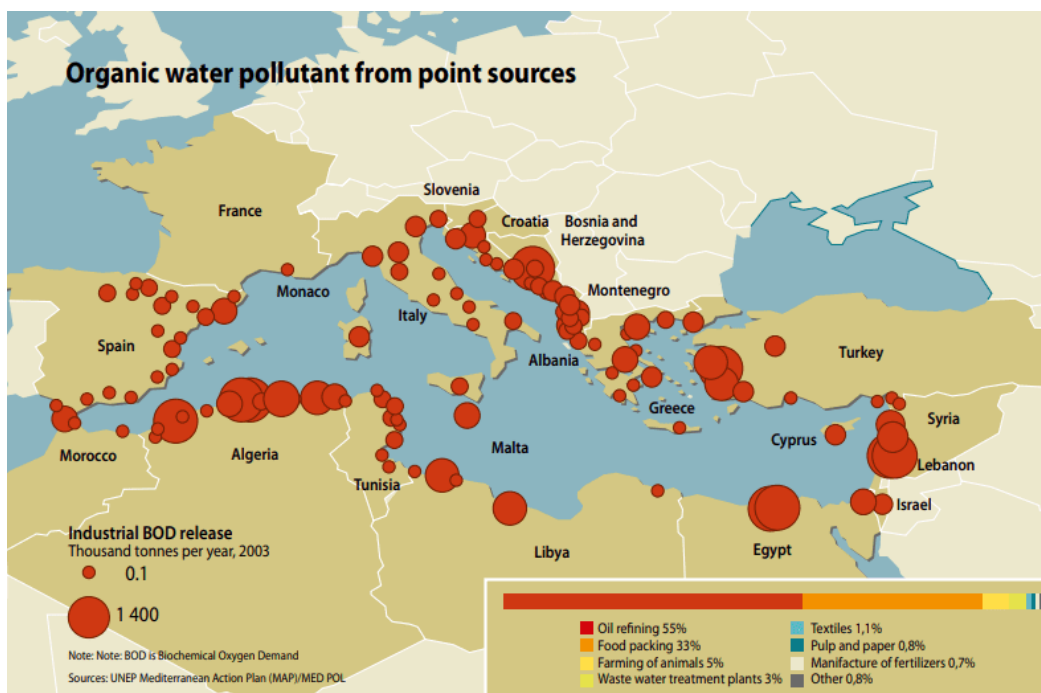 Organic water pollutant from point sources
Slovenia
France
Croatia
Bosnia and
Herzegovina
Monaco
Montenegro
Italy
Spain
Albania
Turkey
Greece
Cyprus
Syria
Malta
Morocco
Algeria
Tunisia
Lebanon
Israel
Libya
Egypt
Industrial BOD release
Thousand tonnes per year, 2003
0.1
1 400
Note: Note: BOD is Biochemical Oxygen Demand
Sources: UNEP Mediterranean Action Plan (MAP)/MED POL
Oil refining 55%
Food packing 33%
Farming of animals 5%
Waste water treatment plants 3%
Textiles 1,1%
Pulp and paper 0,8%
Manifacture of fertilizers 0,7%
Other 0,8%